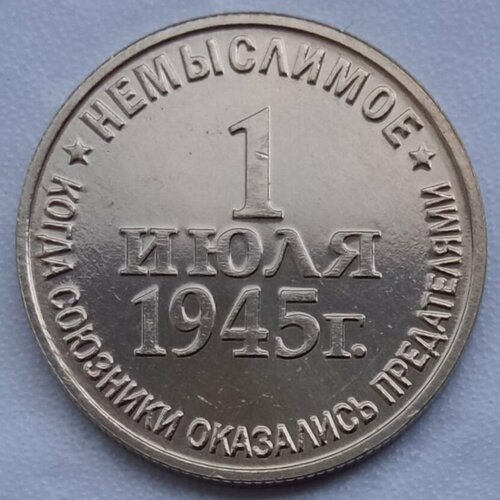 НЕМЫСЛИМОЕ
1
ИЮЛЯ
1945г.
КОГДА СОЮЗНИКИ ОКАЗАЛИСЬ ПРЕДАТЕЛЯМИ